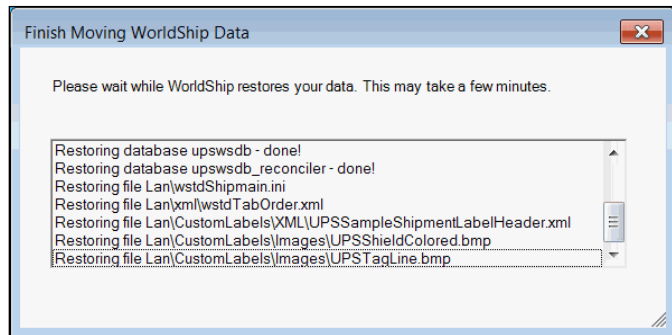 Finish Moving WorldShip Data
Please wait while WorldShip restores your data. This may take a few minutes.
Restoring database upswsdb - done!
Restoring database upswsdb_reconciler - done!
Restoring file Lan\wstdShipmain.ini
Restoring file Lan\xml\wstdTabOrder.xml
Restoring file Lan\CustomLabels\XML\UPSSampleShipmentLabelHeader.xml
Restoring file Lan\CustomLabels\Images\UPSShieldColored.bmp
Restoring file Lan\CustomLabels\Images\UPSTagLine.bmp